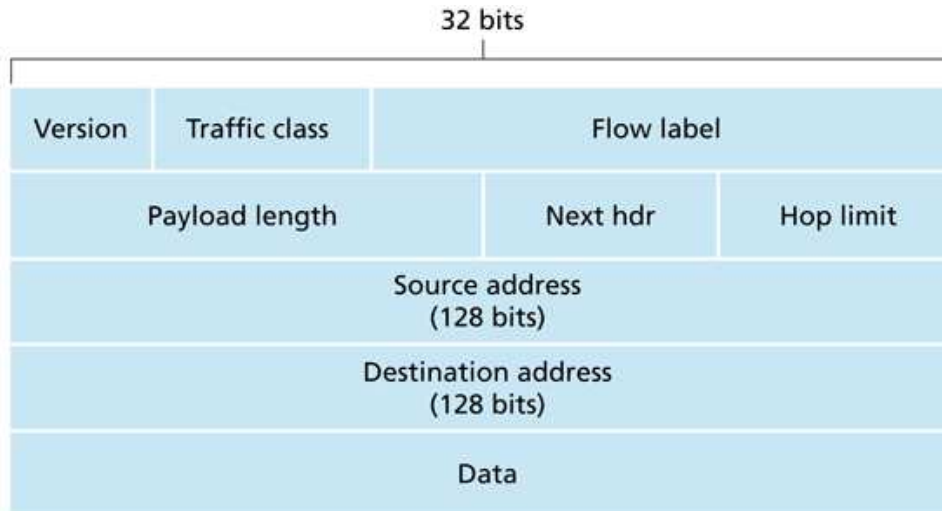 32 bits
Version Traffic class Flow label
Payload length Next hdr Hop limit
Source address
(128 bits)
Destination address
(128 bits)
Data